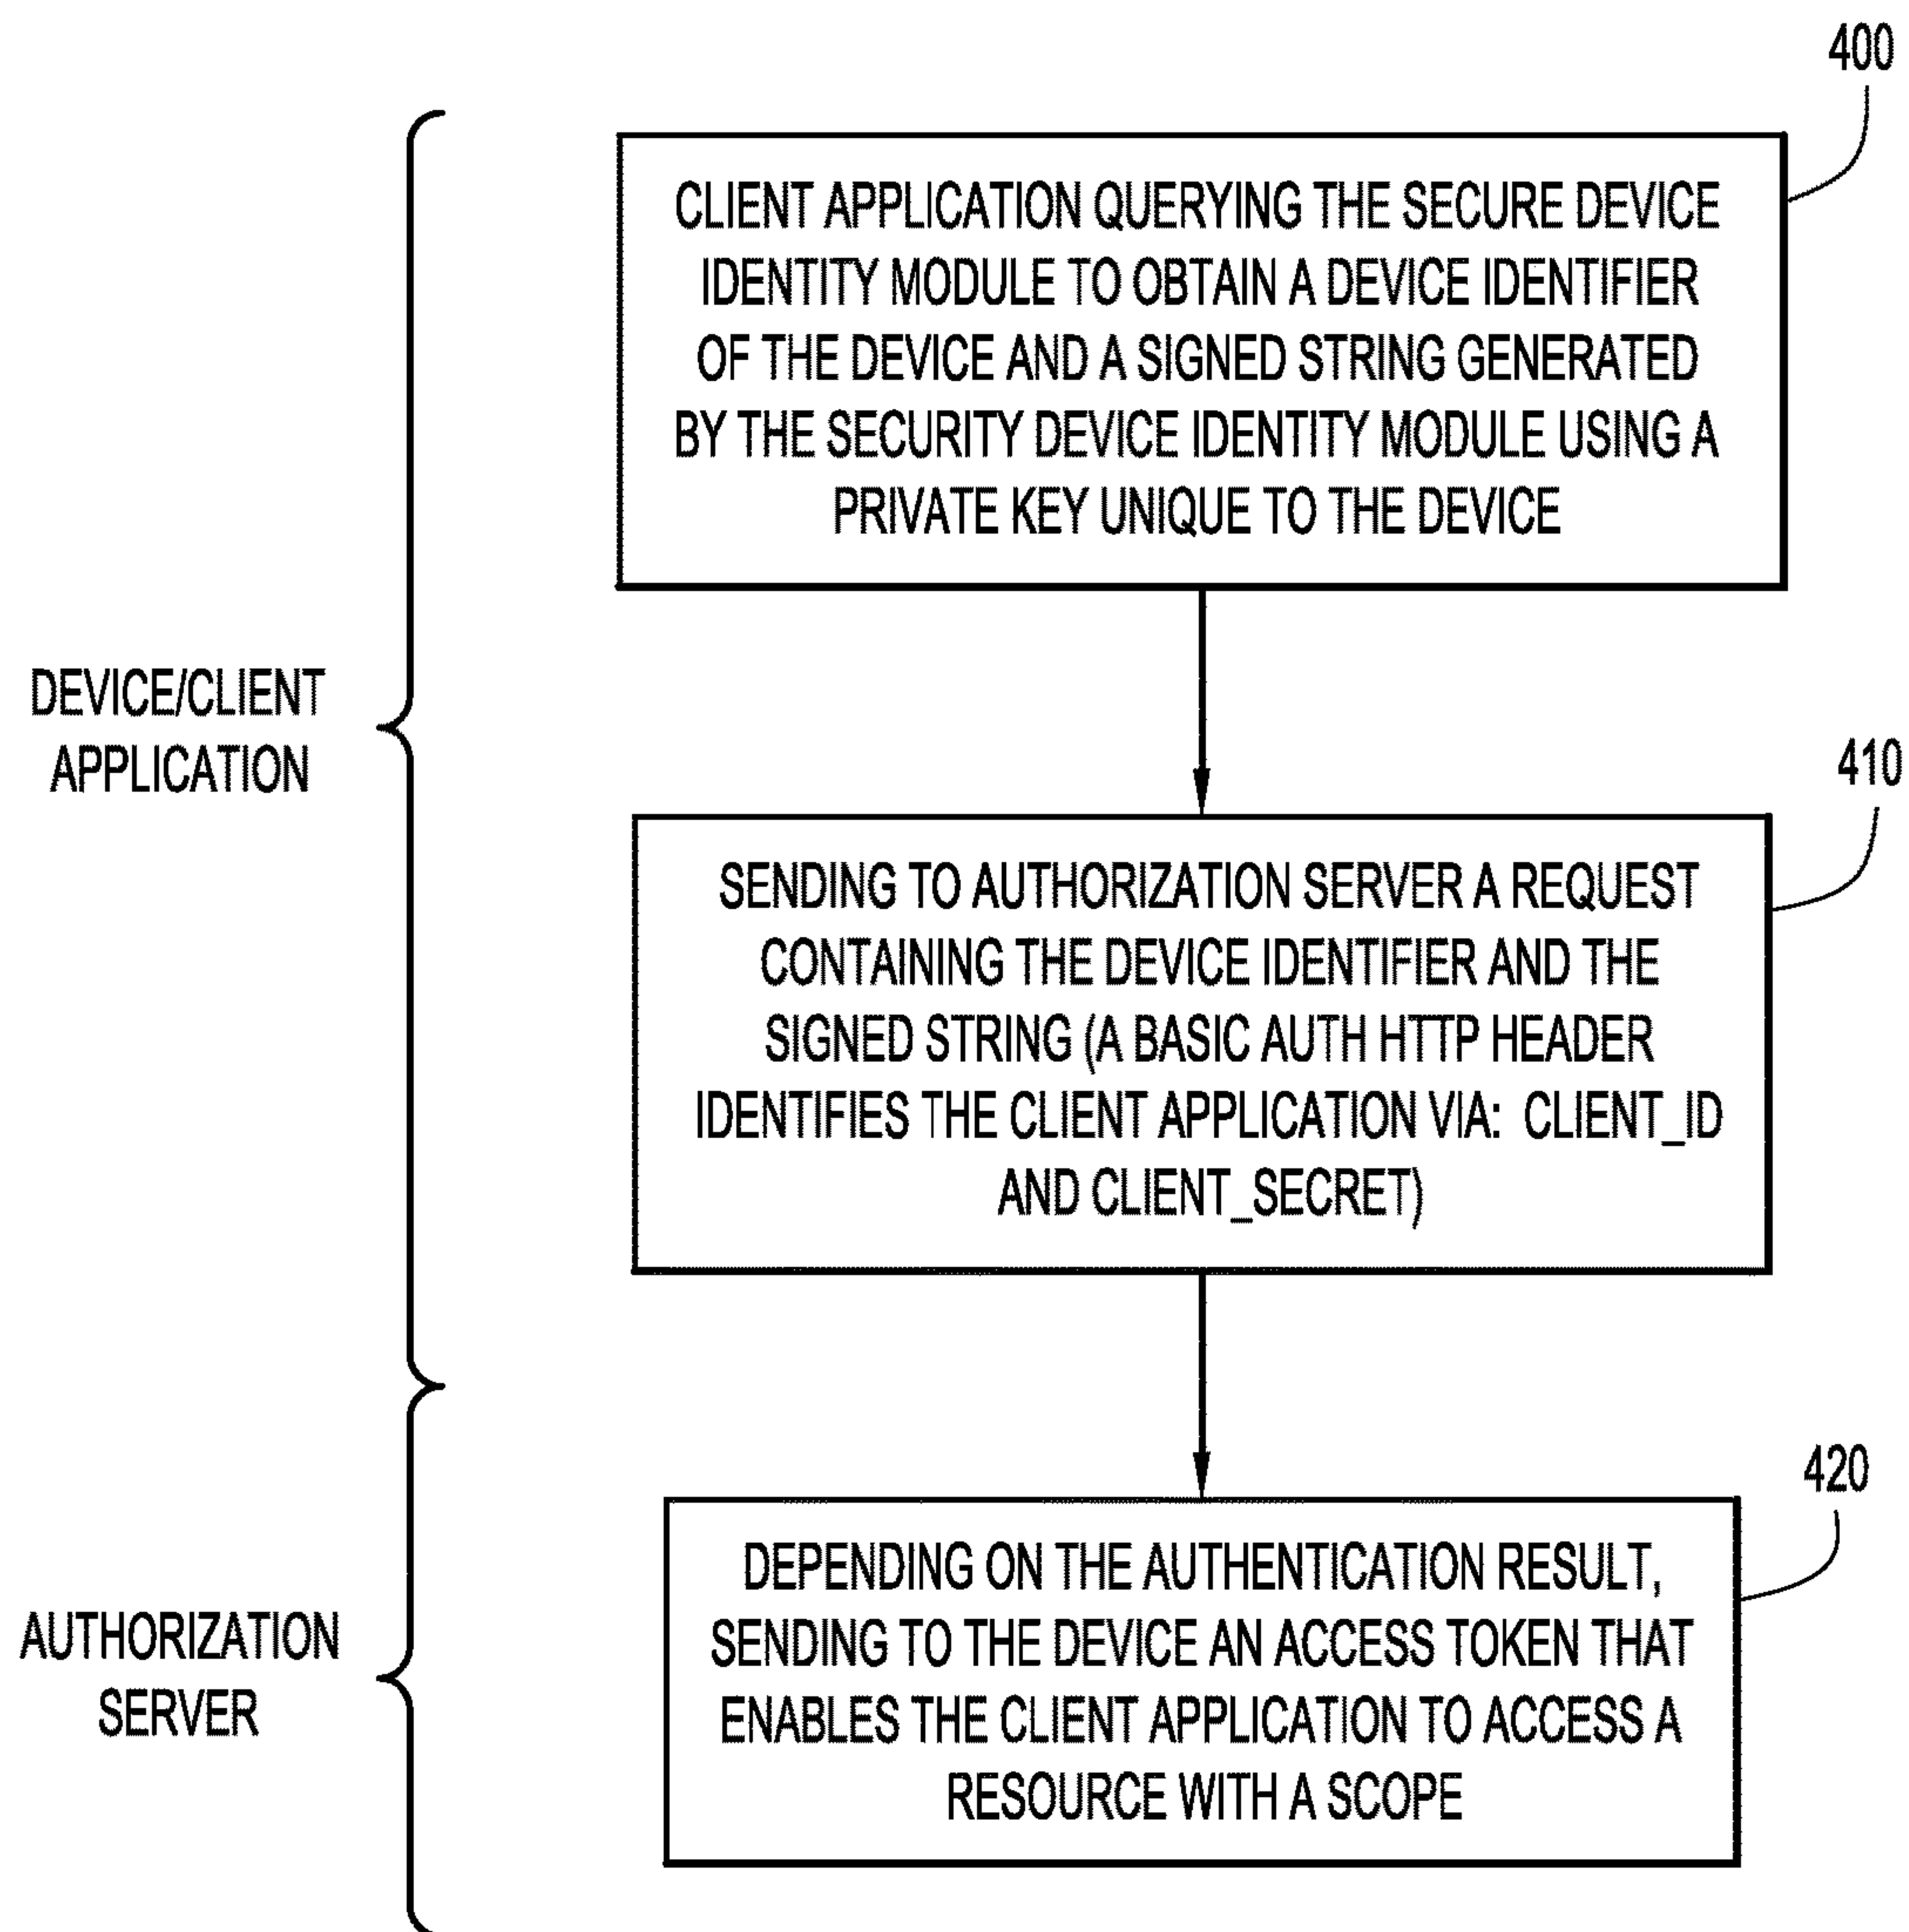 400
CLIENT APPLICATION QUERYING THE SECURE DEVICE
IDENTITY MODULE TO OBTAIN A DEVICE IDENTIFIER
OF THE DEVICE AND A SIGNED STRING GENERATED
BY THE SECURITY DEVICE IDENTITY MODULE USING A
PRIVATE KEY UNIQUE TO THE DEVICE
DEVICE/CLIENT
APPLICATION
410
SENDING TO AUTHORIZATION SERVER A REQUEST
CONTAINING THE DEVICE IDENTIFIER AND THE
SIGNED STRING (A BASIC AUTH HTTP HEADER
IDENTIFIES THE CLIENT APPLICATION VIA: CLIENT_ID
AND CLIENT_SECRET)
420
DEPENDING ON THE AUTHENTICATION RESULT,
SENDING TO THE DEVICE AN ACCESS TOKEN THAT
ENABLES THE CLIENT APPLICATION TO ACCESS A
RESOURCE WITH A SCOPE
AUTHORIZATION
SERVER